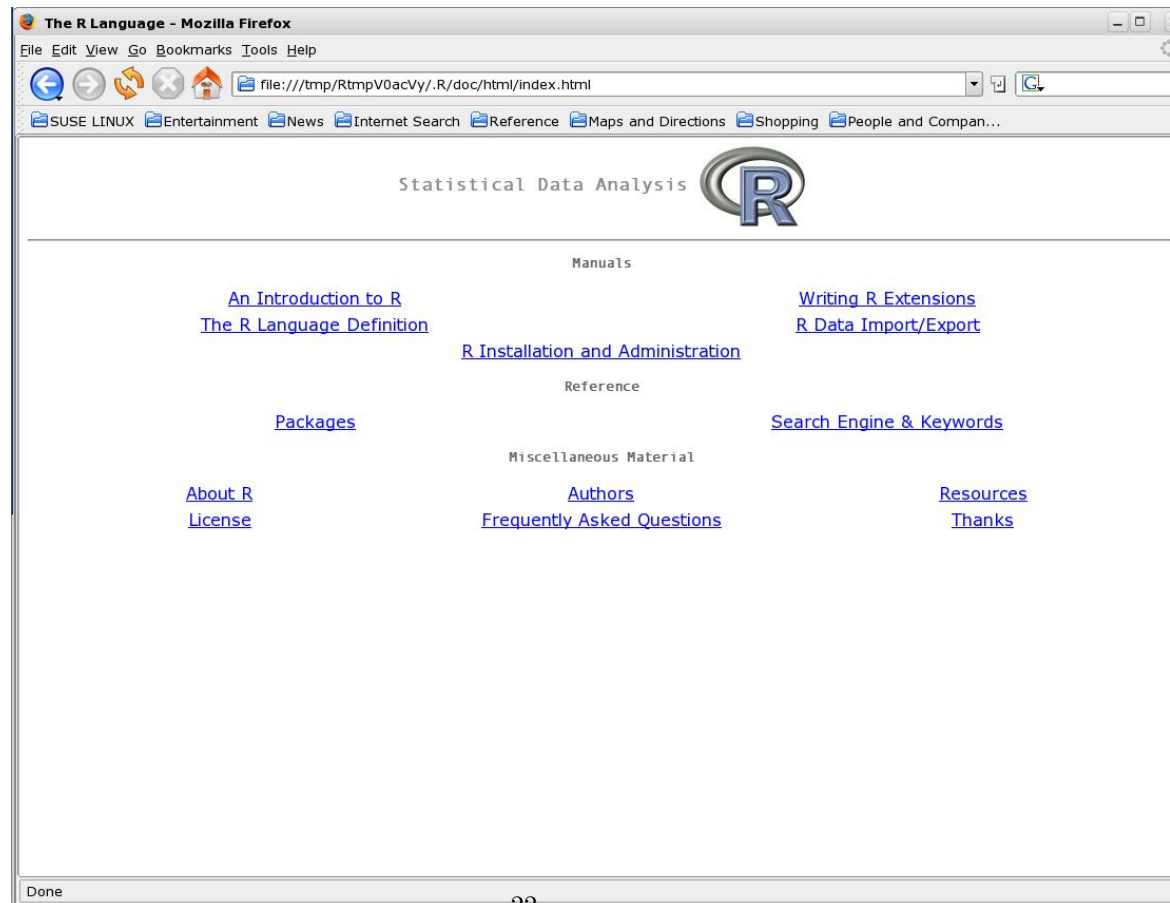 The R Language - Mozilla Firefox
File Edit View Go Bookmarks Tools Help
file:///tmp/RtmpV0acVy/.R/doc/html/index.html G
SUSE LINUX Entertainment News Internet Search Reference Maps and Directions Shopping People and Compan...
Statistical Data Analysis R
Manuals
An Introduction to R Writing R Extensions
The R Language Definition R Data Import/Export
R Installation and Administration
Reference
Packages Search Engine & Keywords
Miscellaneous Material
About R Authors Resources
License Frequently Asked Questions Thanks
Done